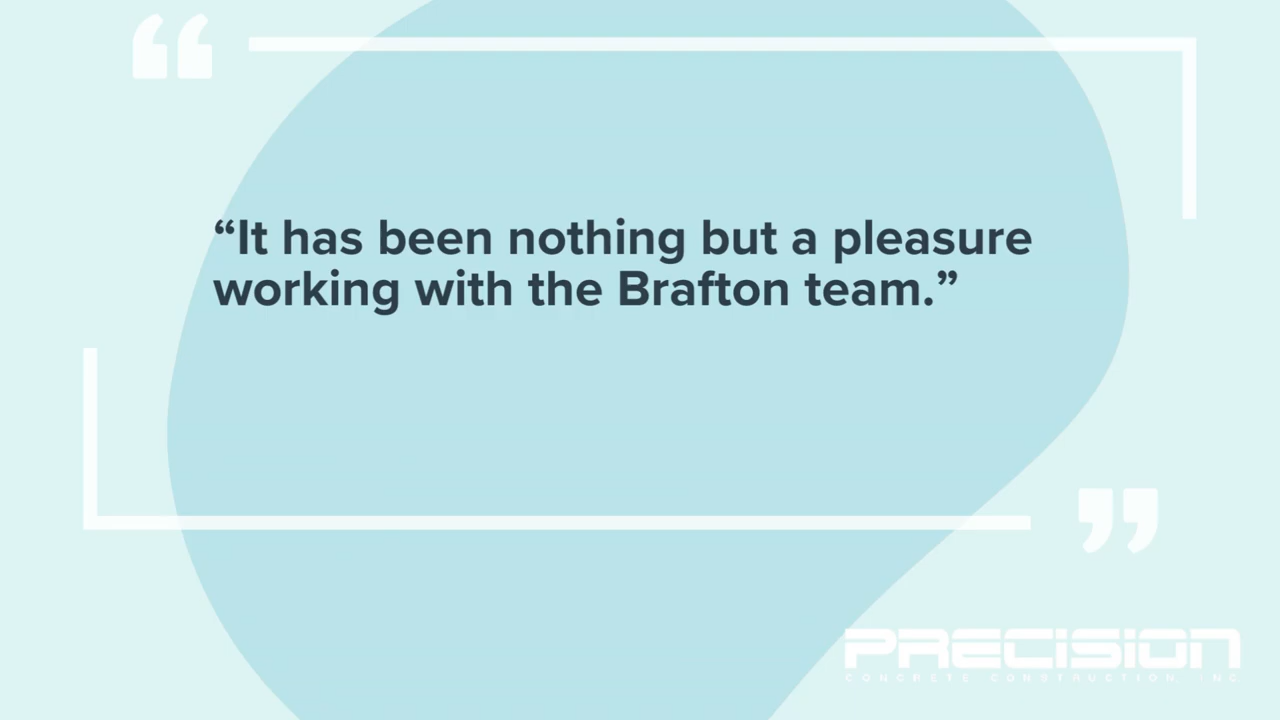 “It has been nothing but a pleasure
working with the Brafton team.”
PRECISION
CONCRETE CONSTRUCTION, INC.